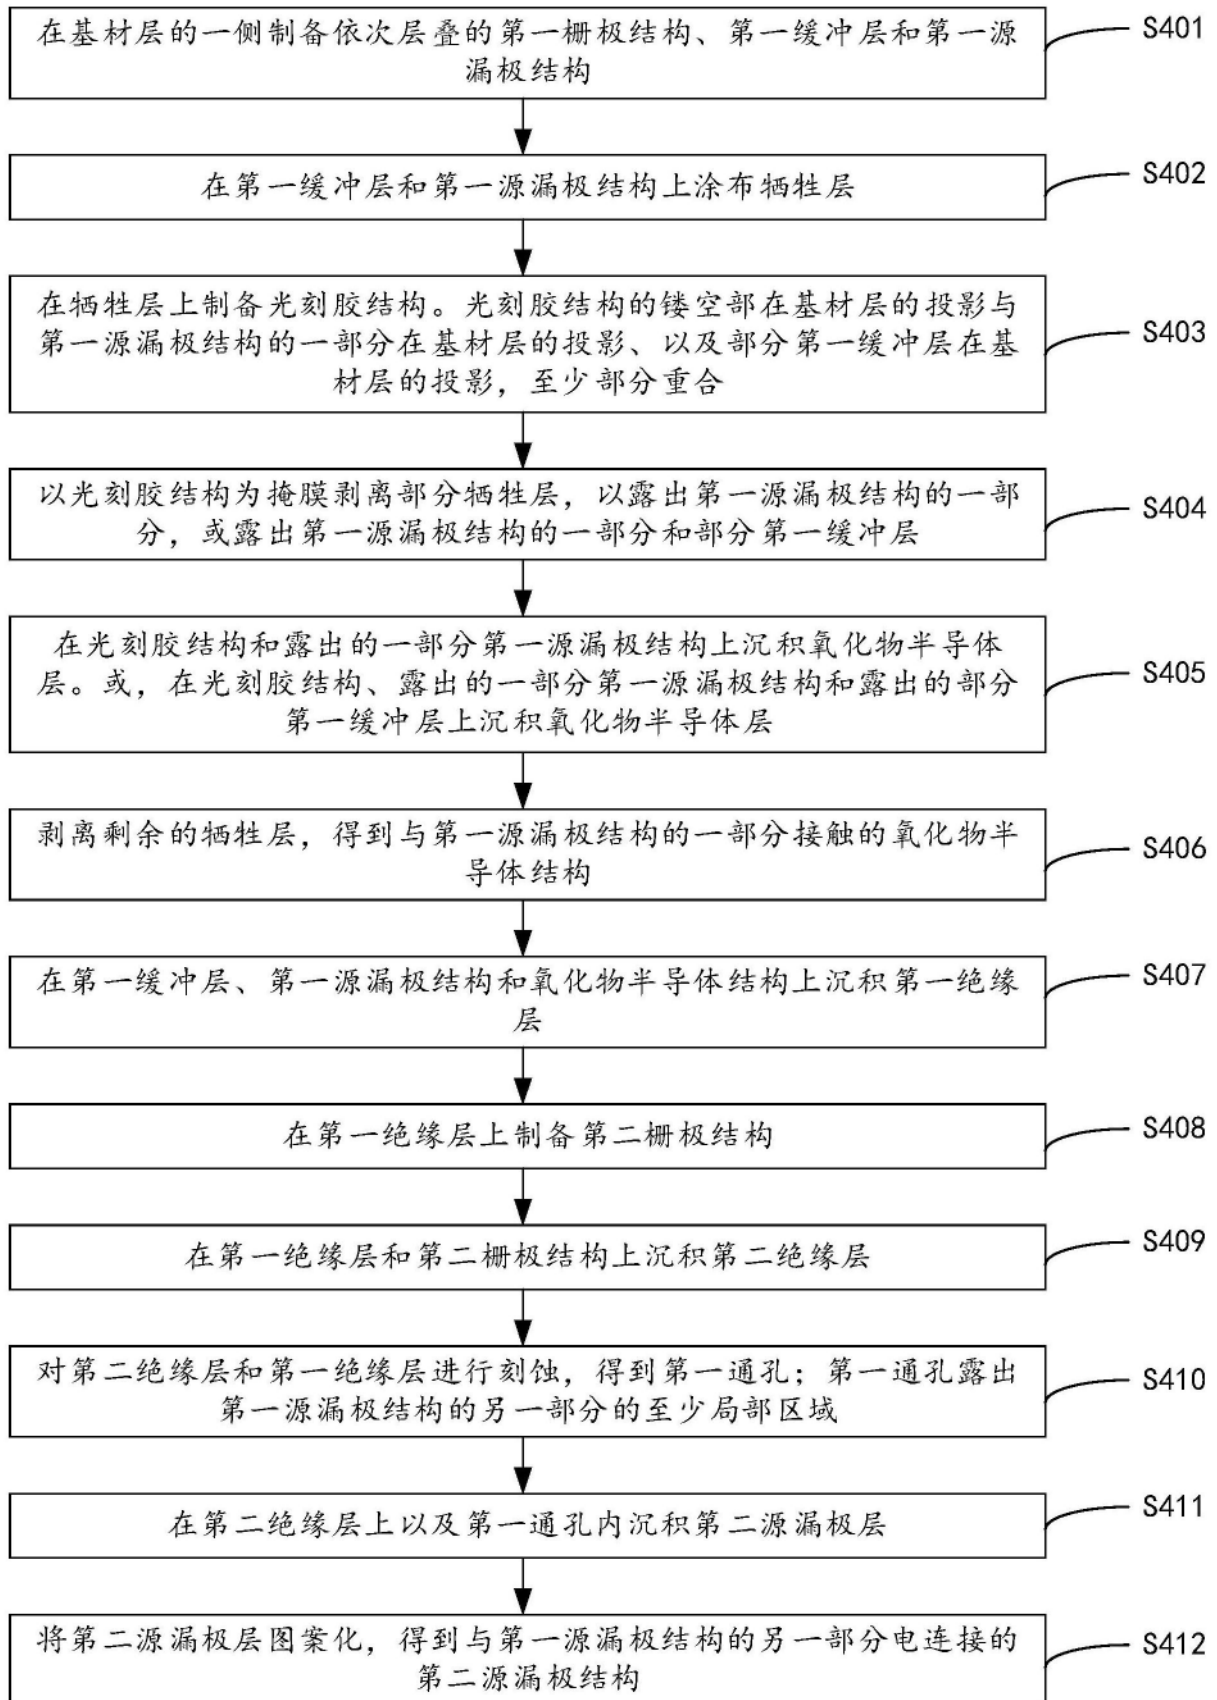 在基材层的一侧制备依次层叠的第一栅极结构、第一缓冲层和第一源
漏极结构
S401
在第一缓冲层和第一源漏极结构上涂布牺牲层
S402
在牺牲层上制备光刻胶结构。光刻胶结构的镂空部在基材层的投影与
第一源漏极结构的一部分在基材层的投影、以及部分第一缓冲层在基
材层的投影，至少部分重合
S403
以光刻胶结构为掩膜剥离部分牺牲层，以露出第一源漏极结构的一部
分，或露出第一源漏极结构的一部分和部分第一缓冲层
S404
在光刻胶结构和露出的一部分第一源漏极结构上沉积氧化物半导体
层。或，在光刻胶结构、露出的一部分第一源漏极结构和露出的部分
第一缓冲层上沉积氧化物半导体层
S405
剥离剩余的牺牲层，得到与第一源漏极结构的一部分接触的氧化物半
导体结构
S406
在第一缓冲层、第一源漏极结构和氧化物半导体结构上沉积第一绝缘
层
S407
在第一绝缘层上制备第二栅极结构
S408
在第一绝缘层和第二栅极结构上沉积第二绝缘层
S409
对第二绝缘层和第一绝缘层进行刻蚀，得到第一通孔；第一通孔露出
第一源漏极结构的另一部分的至少局部区域
S410
在第二绝缘层上以及第一通孔内沉积第二源漏极层
S411
将第二源漏极层图案化，得到与第一源漏极结构的另一部分电连接的
第二源漏极结构
S412